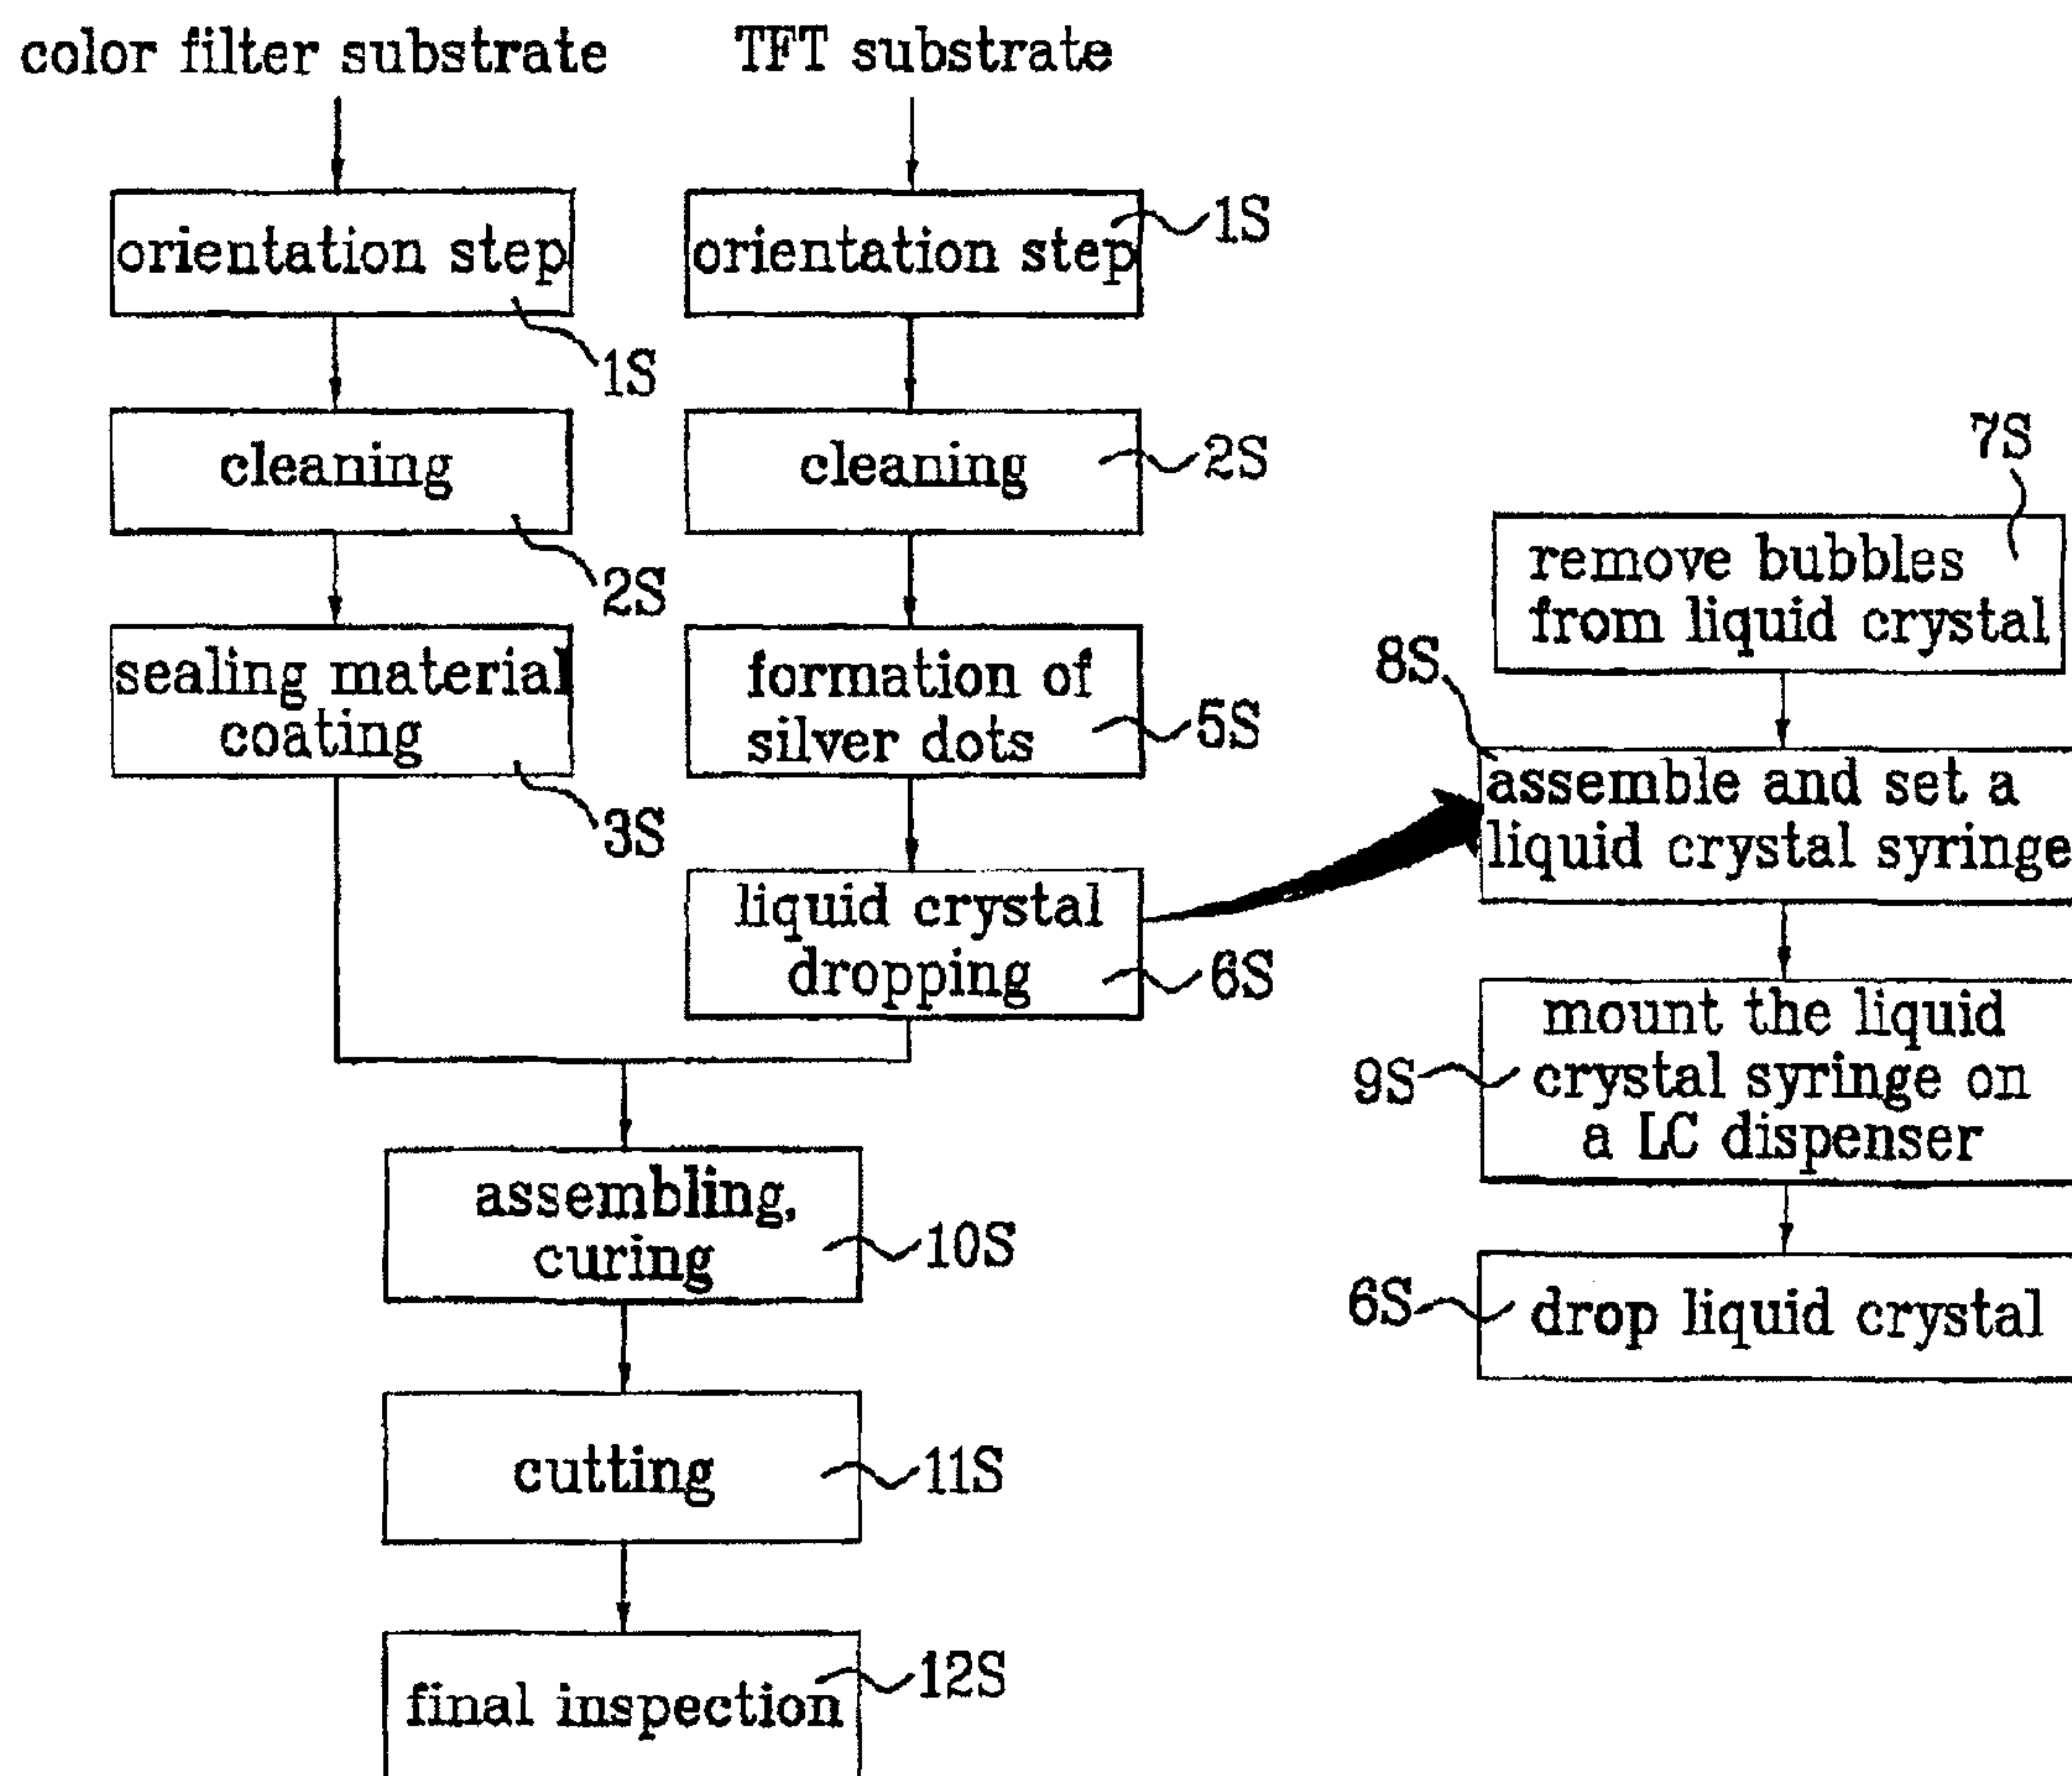 color filter substrate
TFT substrate
orientation step
1S
orientation step
1S
cleaning
2S
cleaning
2S
sealing material
coating
3S
formation of
silver dots
5S
liquid crystal
dropping
6S
assembling,
curing
10S
cutting
11S
final inspection
12S
7S
remove bubbles
from liquid crystal
8S
assemble and set a
liquid crystal syringe
9S
mount the liquid
crystal syringe on
a LC dispenser
6S
drop liquid crystal